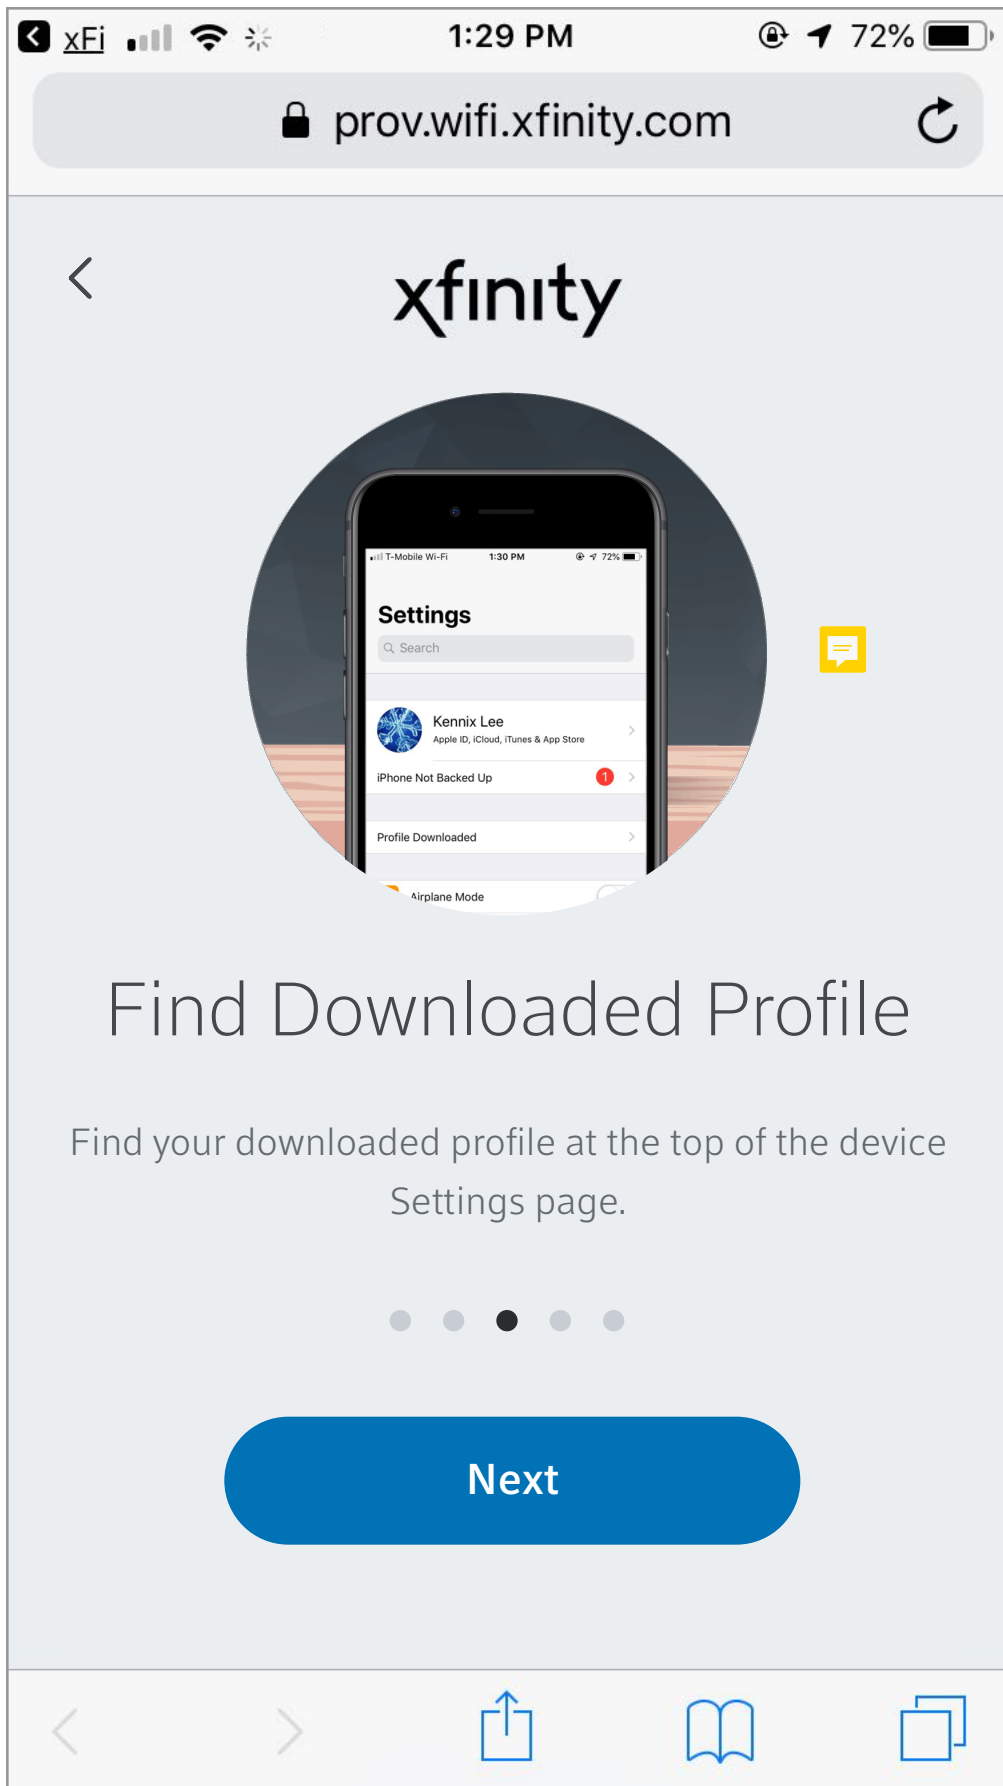 xFi 1:29 PM 72%
prov.wifi.xfinity.com
xfinity
T-Mobile Wi-Fi 1:30 PM 72%
Settings
Search
Kennix Lee
Apple ID, iCloud, iTunes & App Store
iPhone Not Backed Up 1
Profile Downloaded
Airplane Mode
Find Downloaded Profile
Find your downloaded profile at the top of the device
Settings page.
Next